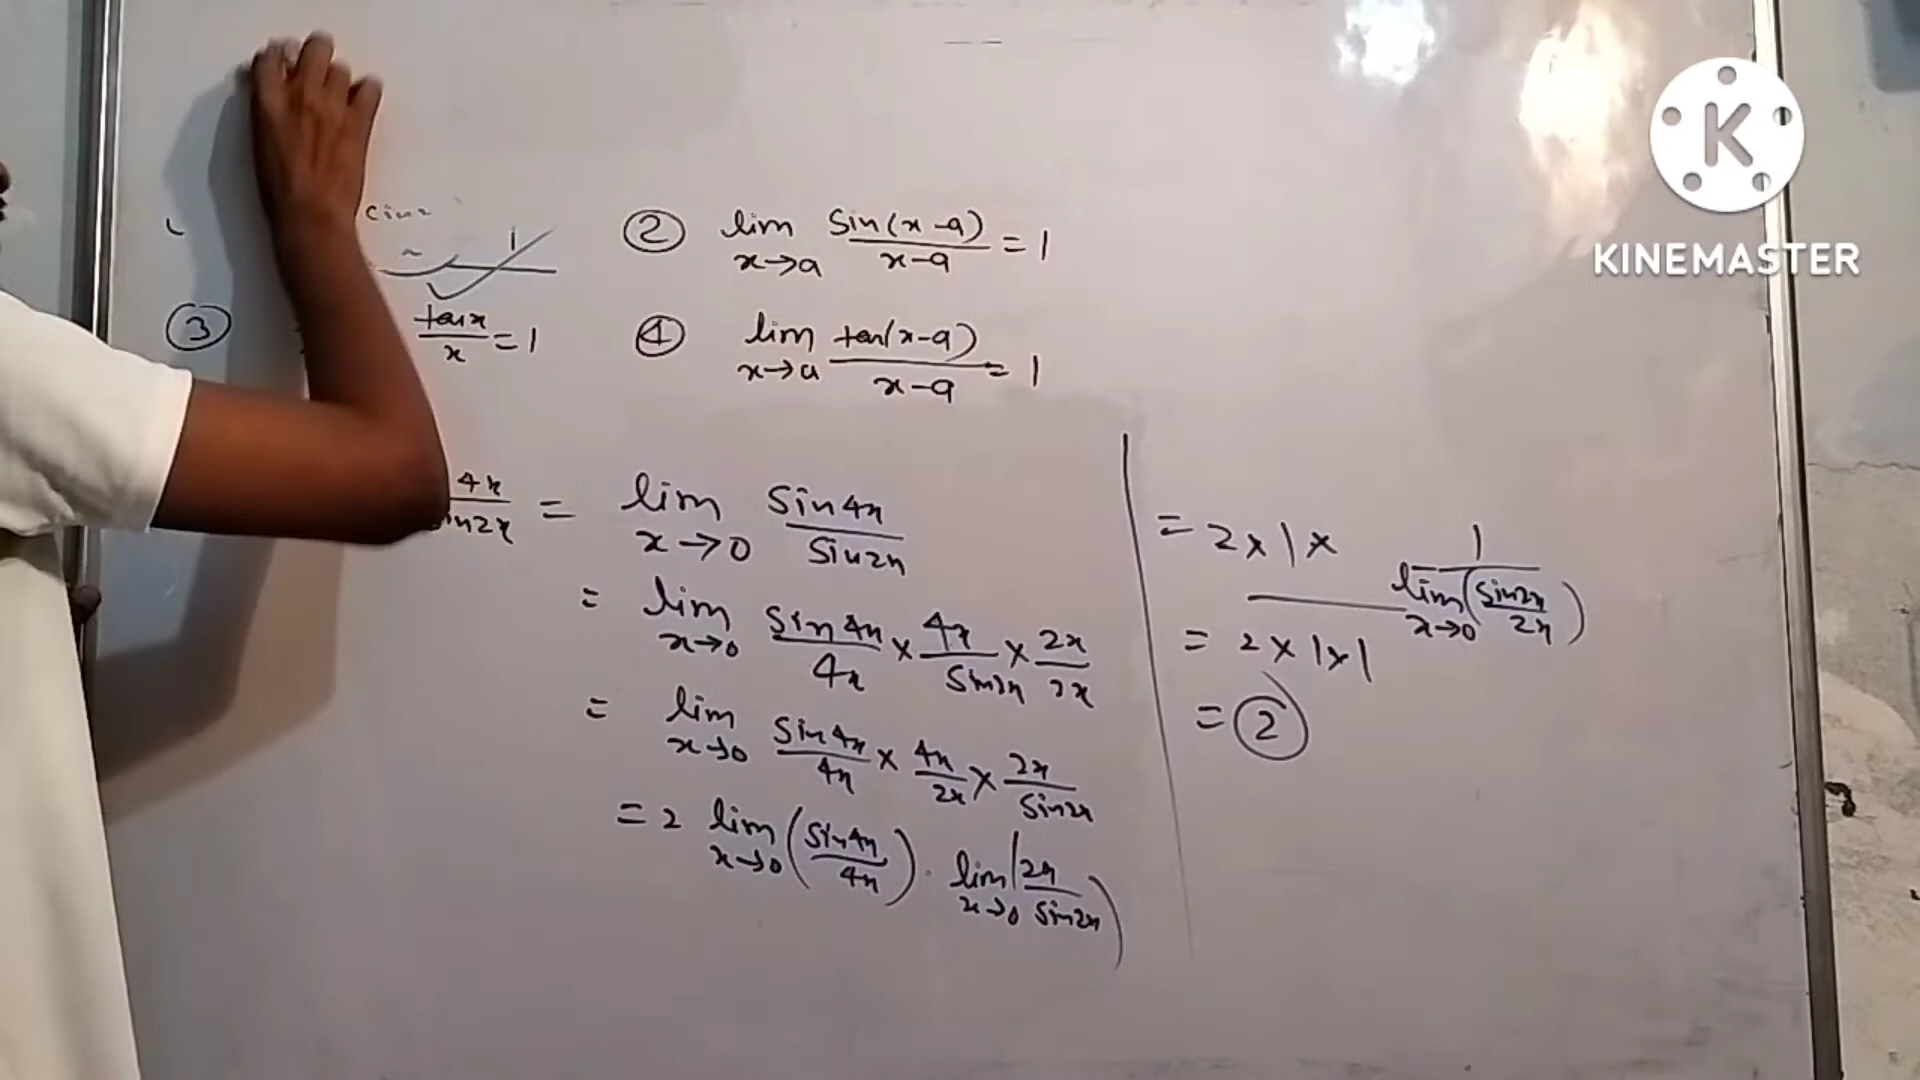 K
KINEMASTER
② lim x→a sin(x-a)/x-a = 1
③ tanx/x = 1
④ lim x→a tan(x-a)/x-a = 1
4x/in2x = lim x→0 Sin4x/Sin2x
= lim x→0 Sin4x/4x × 4x/Sin2x × 2x/2x
= lim x→0 Sin4x/4x × 4x/2x × 2x/Sin2x
= 2 lim x→0 (Sin4x/4x) . lim x→0 (2x/Sin2x)
= 2 × 1 × 1/lim x→0 (Sin2x/2x)
= 2 × 1 × 1
= ②